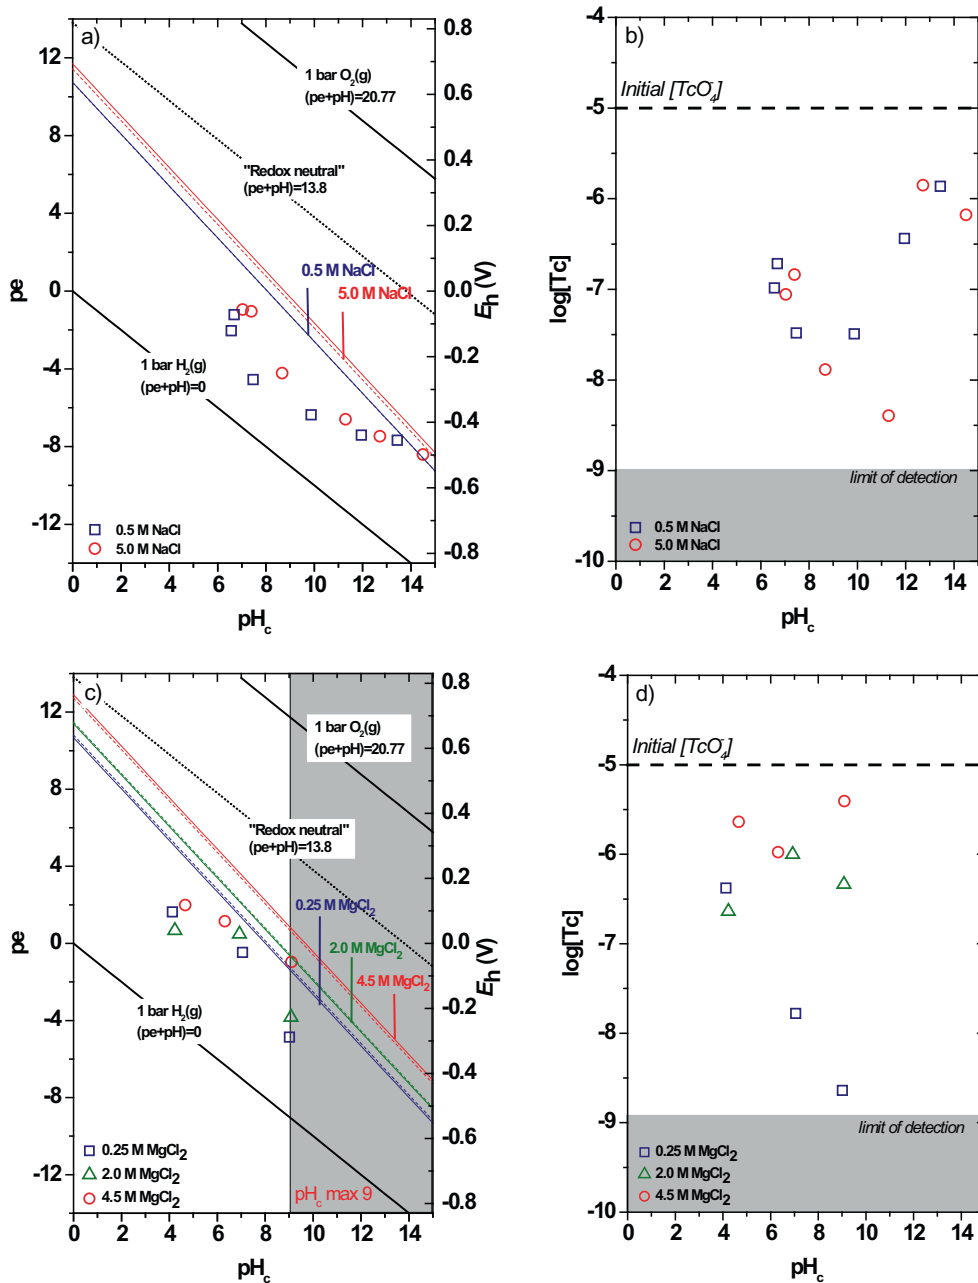 a)
1 bar O2(g)
(pe+pH)=20.77
"Redox neutral"
(pe+pH)=13.8
0.5 M NaCl
5.0 M NaCl
1 bar H2(g)
(pe+pH)=0
0.5 M NaCl
5.0 M NaCl
12
8
4
0
-4
-8
-12
pe
0.8
0.6
0.4
0.2
0.0
-0.2
-0.4
-0.6
-0.8
Eh (V)
0 2 4 6 8 10 12 14
pHc
b)
Initial [TcO4-]
limit of detection
0.5 M NaCl
5.0 M NaCl
-4
-5
-6
-7
-8
-9
-10
log[Tc]
0 2 4 6 8 10 12 14
pHc
c)
1 bar O2(g)
(pe+pH)=20.77
"Redox neutral"
(pe+pH)=13.8
0.25 M MgCl2
2.0 M MgCl2
4.5 M MgCl2
1 bar H2(g)
(pe+pH)=0
0.25 M MgCl2
2.0 M MgCl2
4.5 M MgCl2
pHc max 9
12
8
4
0
-4
-8
-12
pe
0.8
0.6
0.4
0.2
0.0
-0.2
-0.4
-0.6
-0.8
Eh (V)
0 2 4 6 8 10 12 14
pHc
d)
Initial [TcO4-]
limit of detection
0.25 M MgCl2
2.0 M MgCl2
4.5 M MgCl2
-4
-5
-6
-7
-8
-9
-10
log[Tc]
0 2 4 6 8 10 12 14
pHc